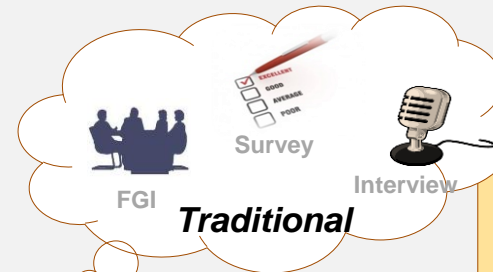 EXCELLENT
GOOD
AVERAGE
POOR
Survey
Interview
FGI
Traditional